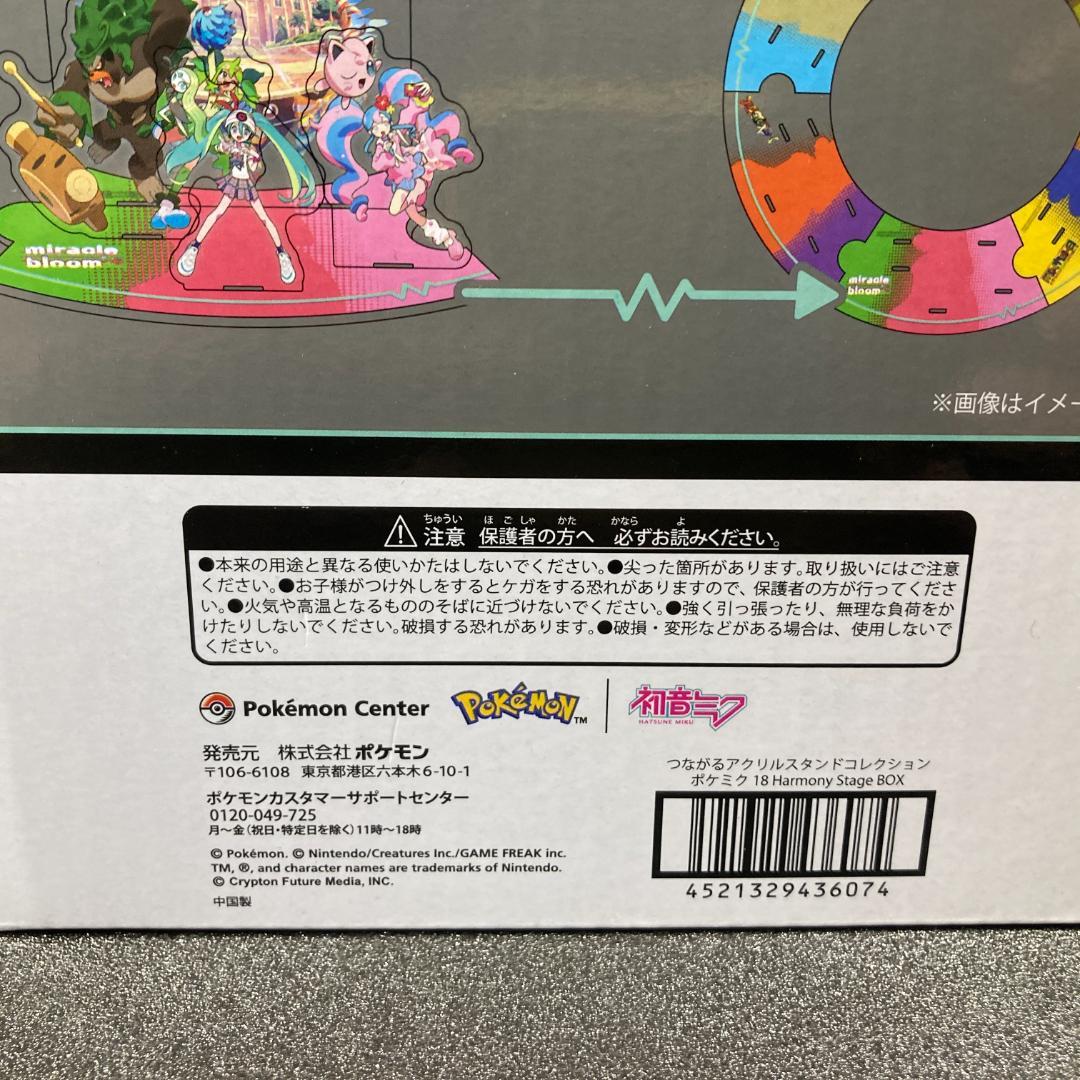 miracle
bloom
miracle
bloom
※画像はイメー
注意 保護者の方へ 必ずお読みください。
ちゅうい ほごしゃ かた かなら よ
●本来の用途と異なる使いかたはしないでください。●尖った箇所があります。取り扱いにはご注意
ください。●お子様がつけ外しをするとケガをする恐れがありますので、保護者の方が行ってくださ
い。●火気や高温となるもののそばに近づけないでください。●強く引っ張ったり、無理な負荷をか
けたりしないでください。破損する恐れがあります。●破損・変形などがある場合は、使用しないで
ください。
Pokémon Center
POKÉMON™
初音ミク
HATSUNE MIKU
発売元 株式会社ポケモン
〒106-6108 東京都港区六本木6-10-1
ポケモンカスタマーサポートセンター
0120-049-725
月～金(祝日・特定日を除く)11時～18時
© Pokémon. © Nintendo/Creatures Inc./GAME FREAK inc.
TM, ®, and character names are trademarks of Nintendo.
© Crypton Future Media, INC.
中国製
つながるアクリルスタンドコレクション
ポケミク 18 Harmony Stage BOX
4521329436074